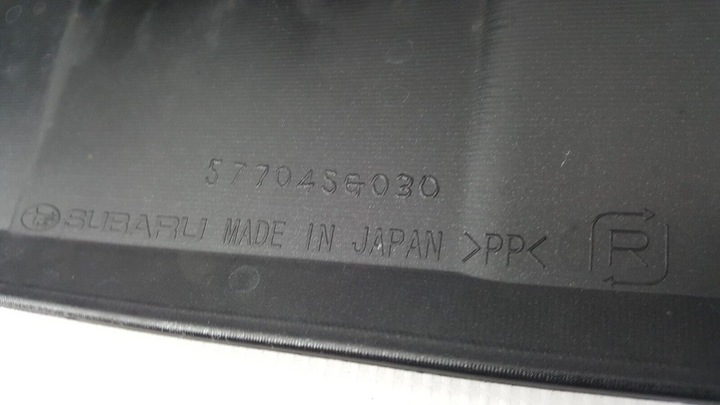 57704SG030
SUBARU MADE IN JAPAN >PP< R